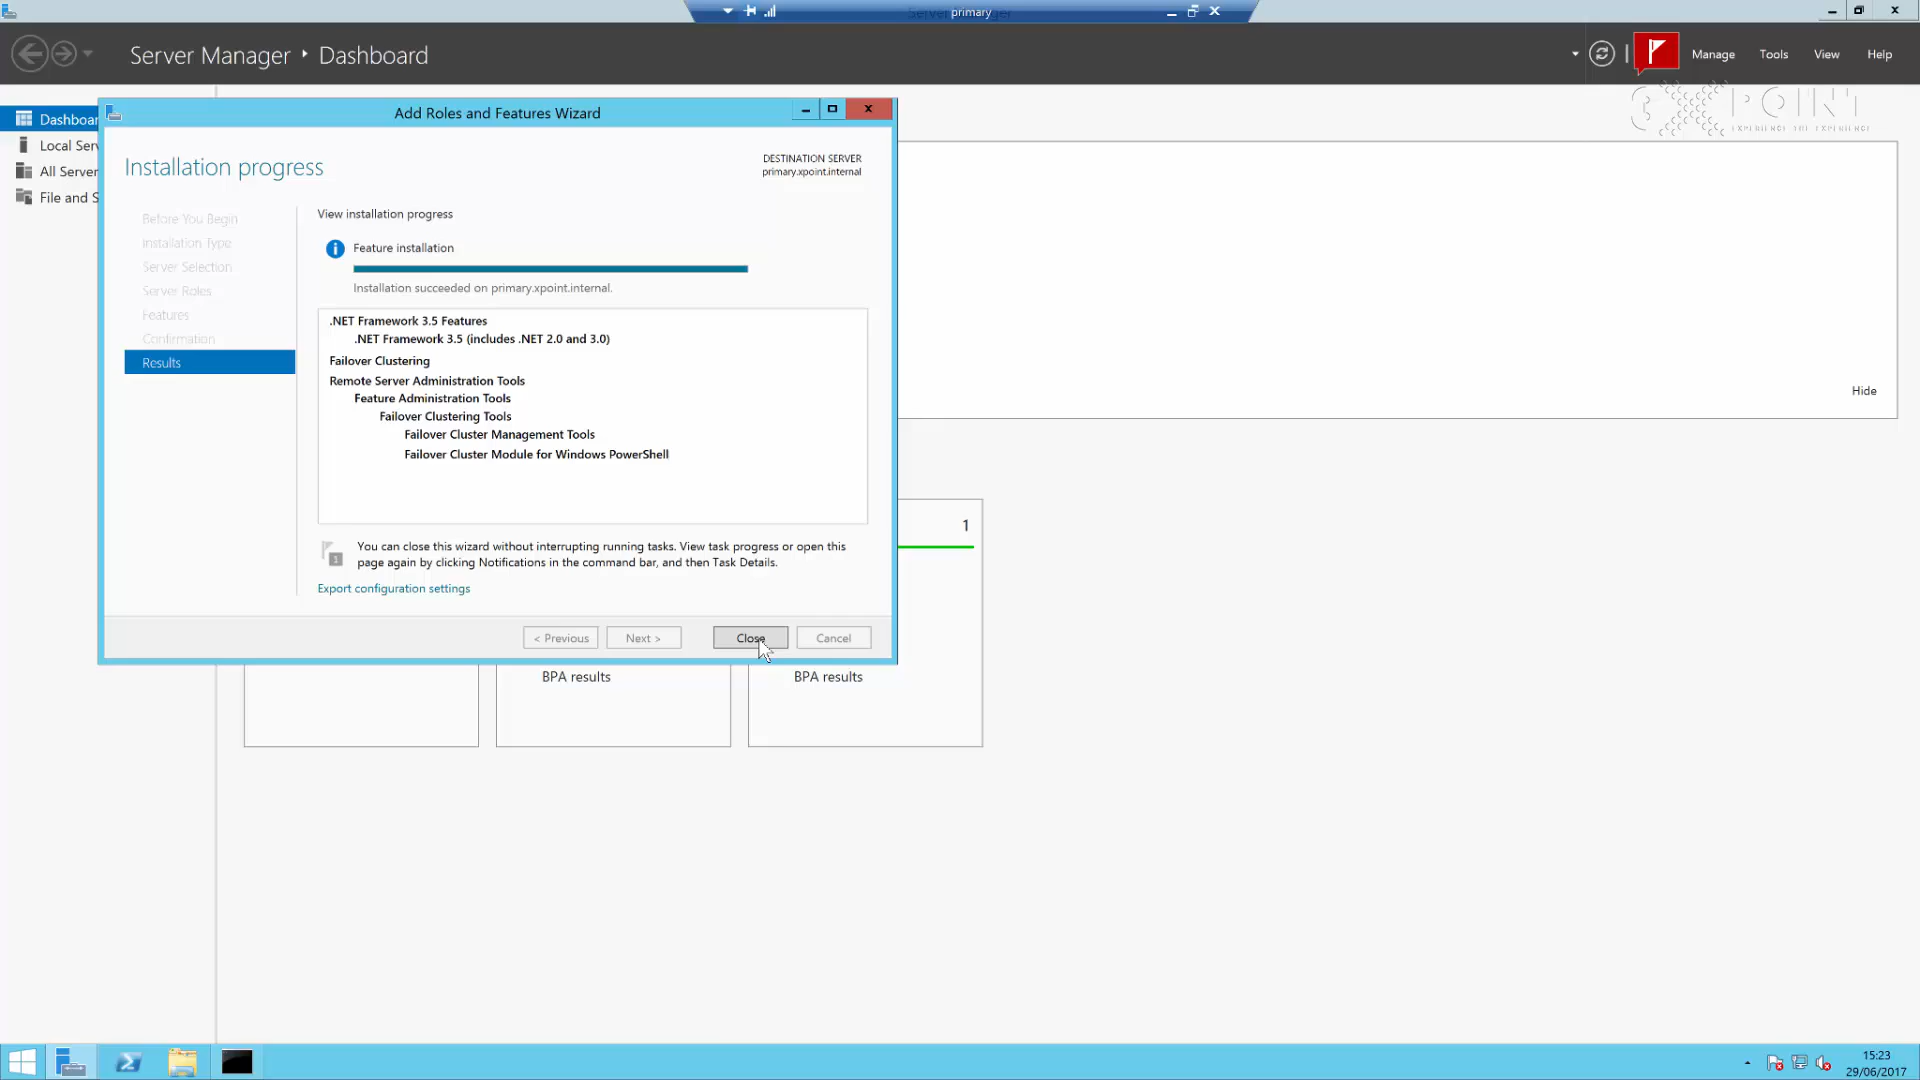 primary
Server Manager ‣ Dashboard
Manage
Tools
View
Help
POINT
EXPERIENCE THE EXPERIENCE
Dashboar
Local Serv
All Server
File and S
Add Roles and Features Wizard
Installation progress
DESTINATION SERVER
primary.xpoint.internal
Before You Begin
Installation Type
Server Selection
Server Roles
Features
Confirmation
Results
View installation progress
Feature installation
Installation succeeded on primary.xpoint.internal.
.NET Framework 3.5 Features
.NET Framework 3.5 (includes .NET 2.0 and 3.0)
Failover Clustering
Remote Server Administration Tools
Feature Administration Tools
Failover Clustering Tools
Failover Cluster Management Tools
Failover Cluster Module for Windows PowerShell
You can close this wizard without interrupting running tasks. View task progress or open this
page again by clicking Notifications in the command bar, and then Task Details.
Export configuration settings
< Previous
Next >
Close
Cancel
Hide
1
BPA results
BPA results
15:23
29/06/2017